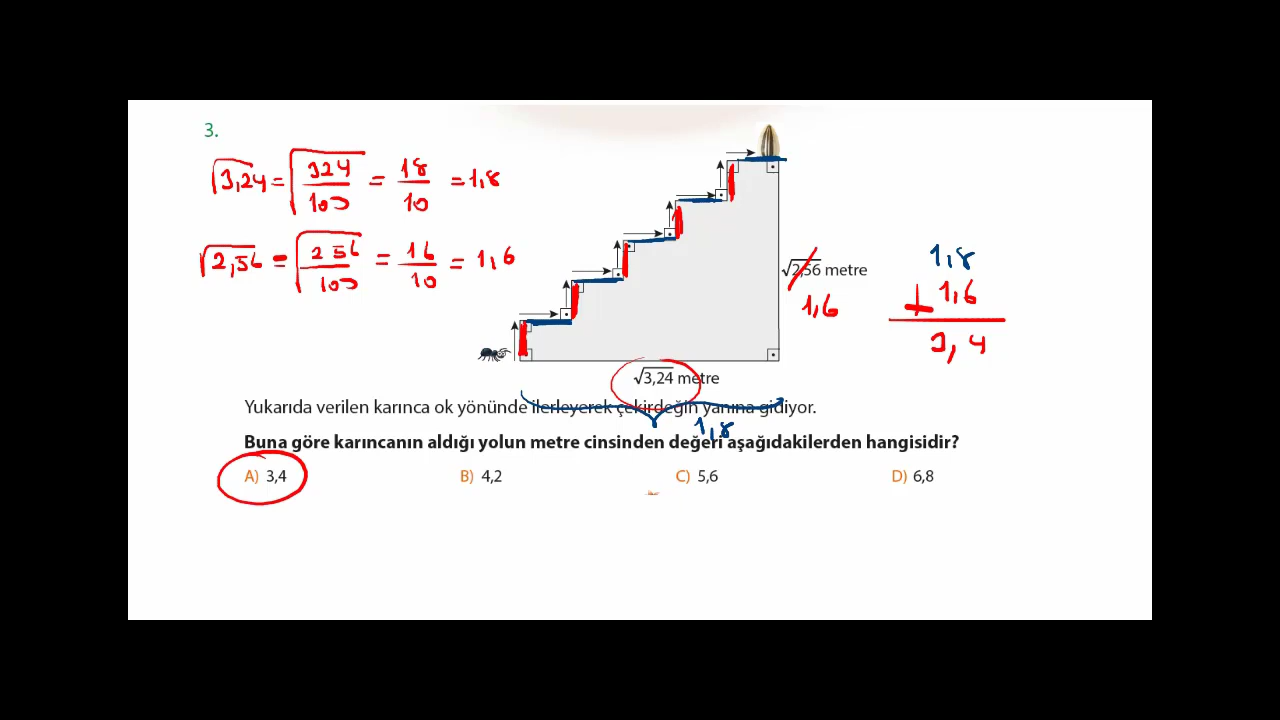 3.
√3,24 = √324/100 = 18/10 = 1,8
√2,56 = √256/100 = 16/10 = 1,6
√2,56 metre
1,6
1,8
+ 1,6
3,4
√3,24 metre
Yukarıda verilen karınca ok yönünde ilerleyerek çekirdeğin yanına gidiyor.
1,8
Buna göre karıncanın aldığı yolun metre cinsinden değeri aşağıdakilerden hangisidir?
A) 3,4 B) 4,2 C) 5,6 D) 6,8